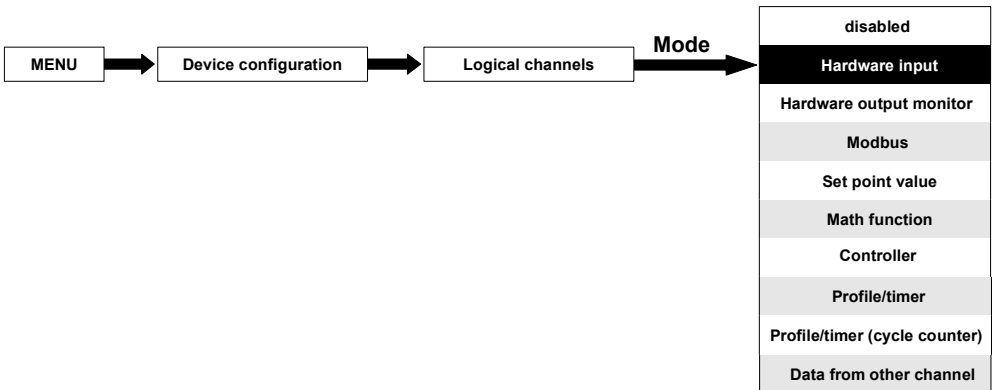 MENU
Device configuration
Logical channels
Mode
disabled
Hardware input
Hardware output monitor
Modbus
Set point value
Math function
Controller
Profile/timer
Profile/timer (cycle counter)
Data from other channel